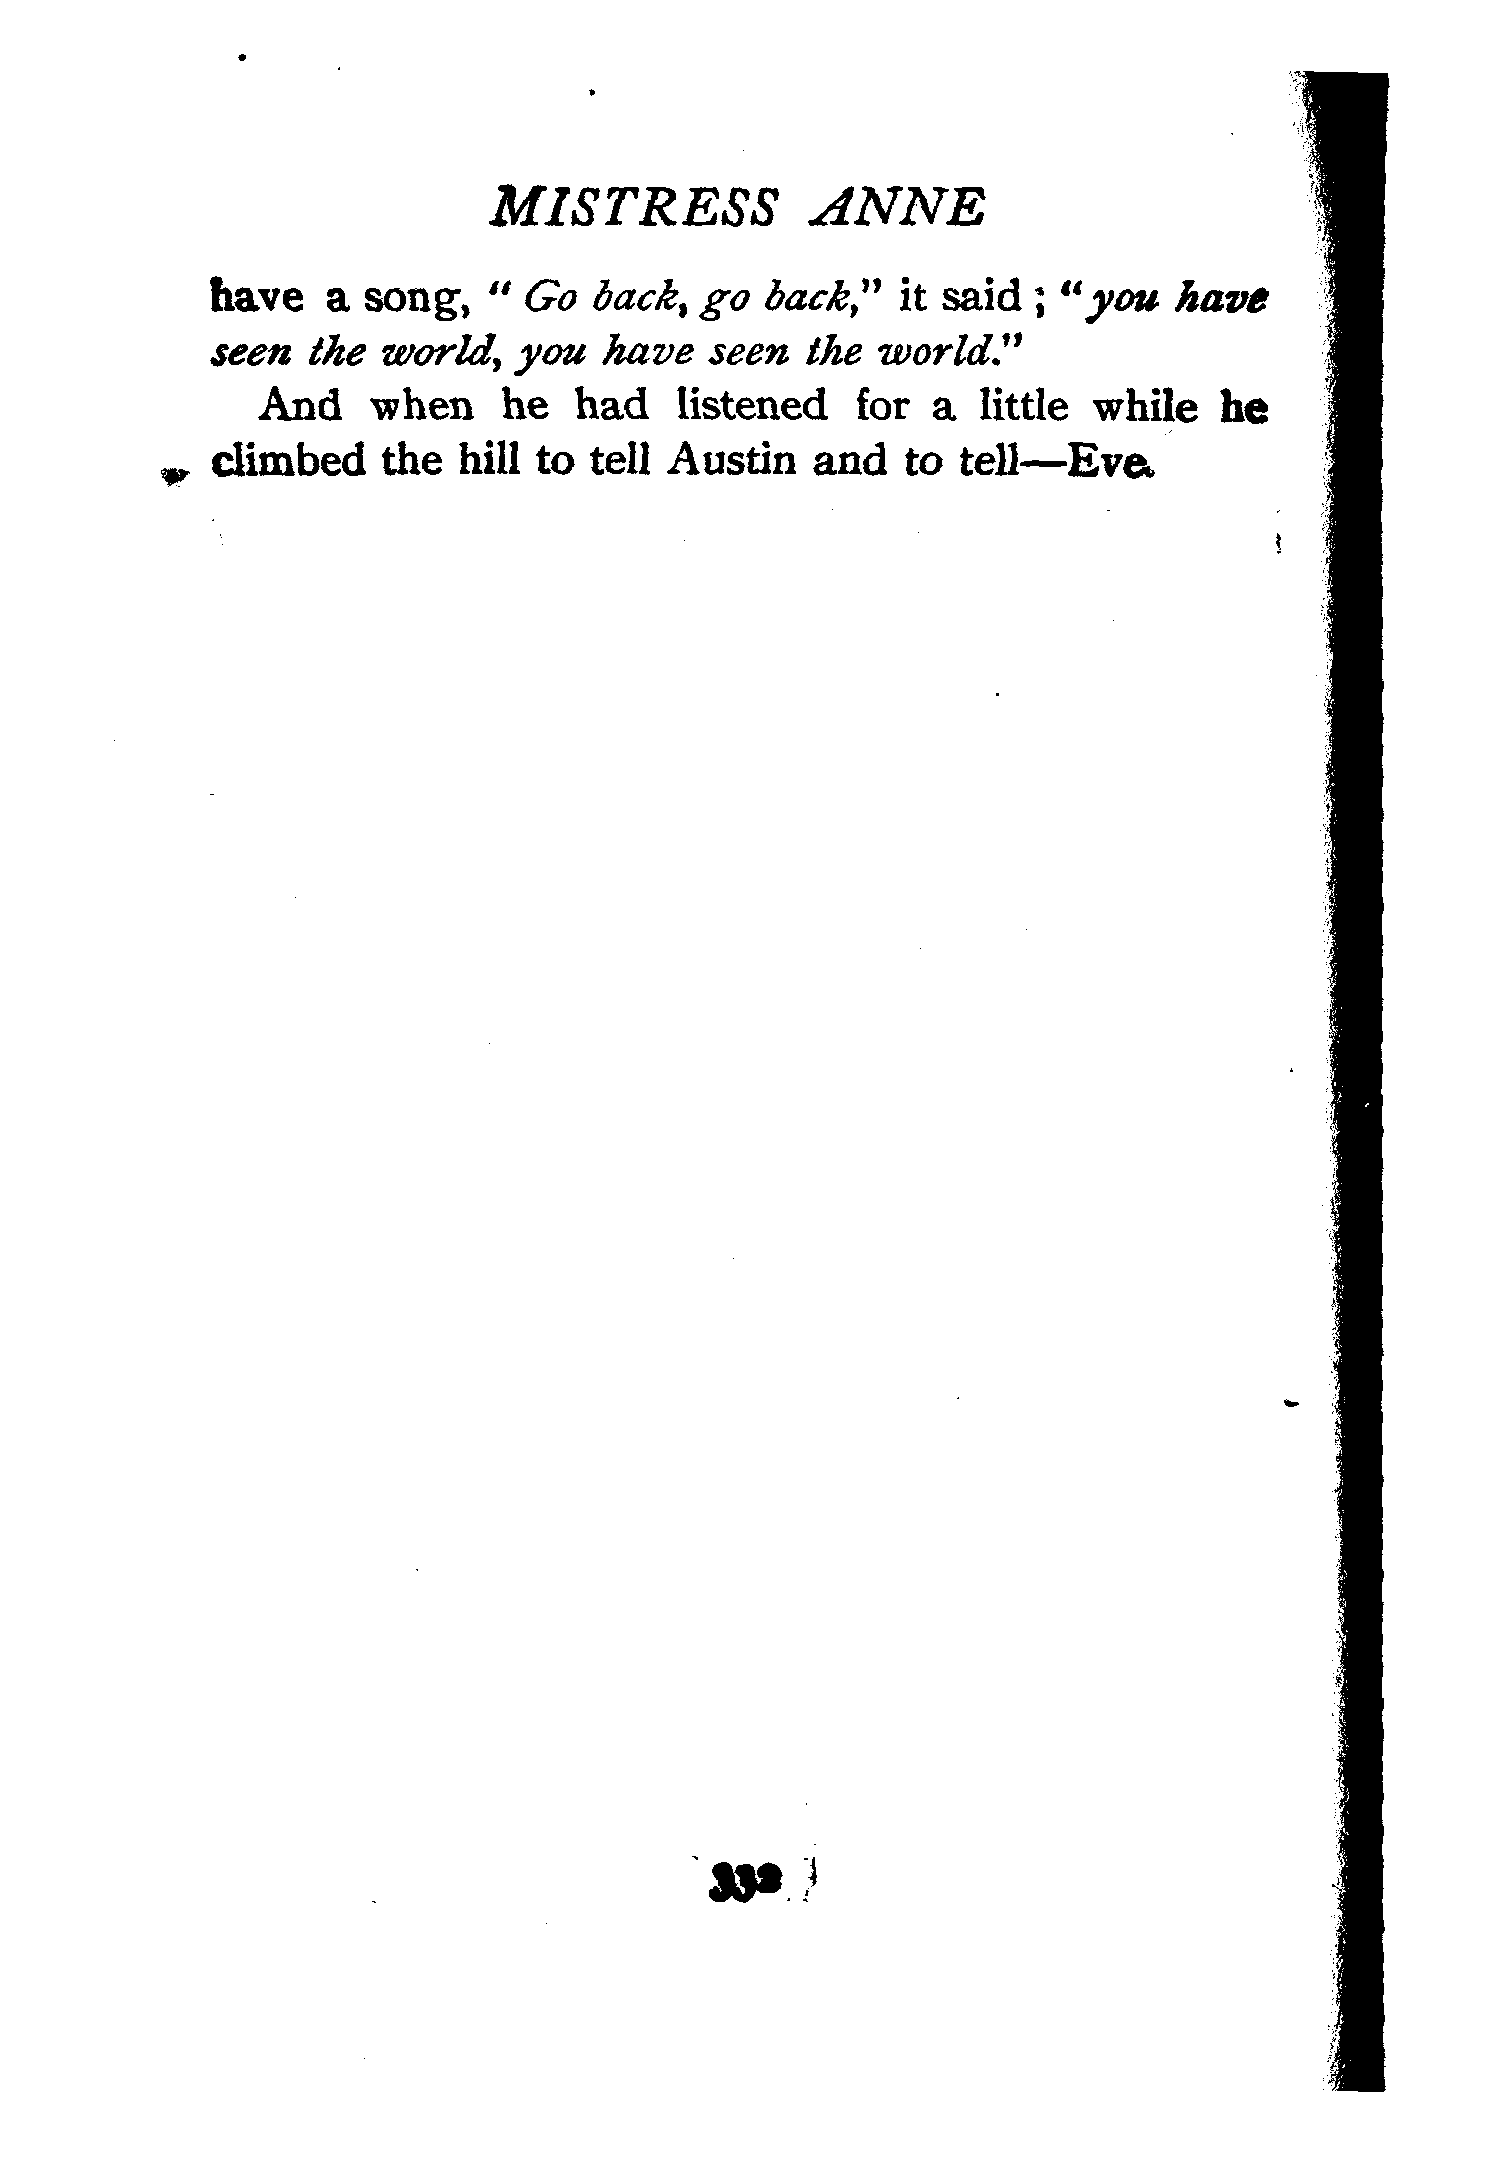 MISTRESS ANNE
have a song, "Go back, go back," it said; "you have
seen the world, you have seen the world."
And when he had listened for a little while he
climbed the hill to tell Austin and to tell—Eve.
332